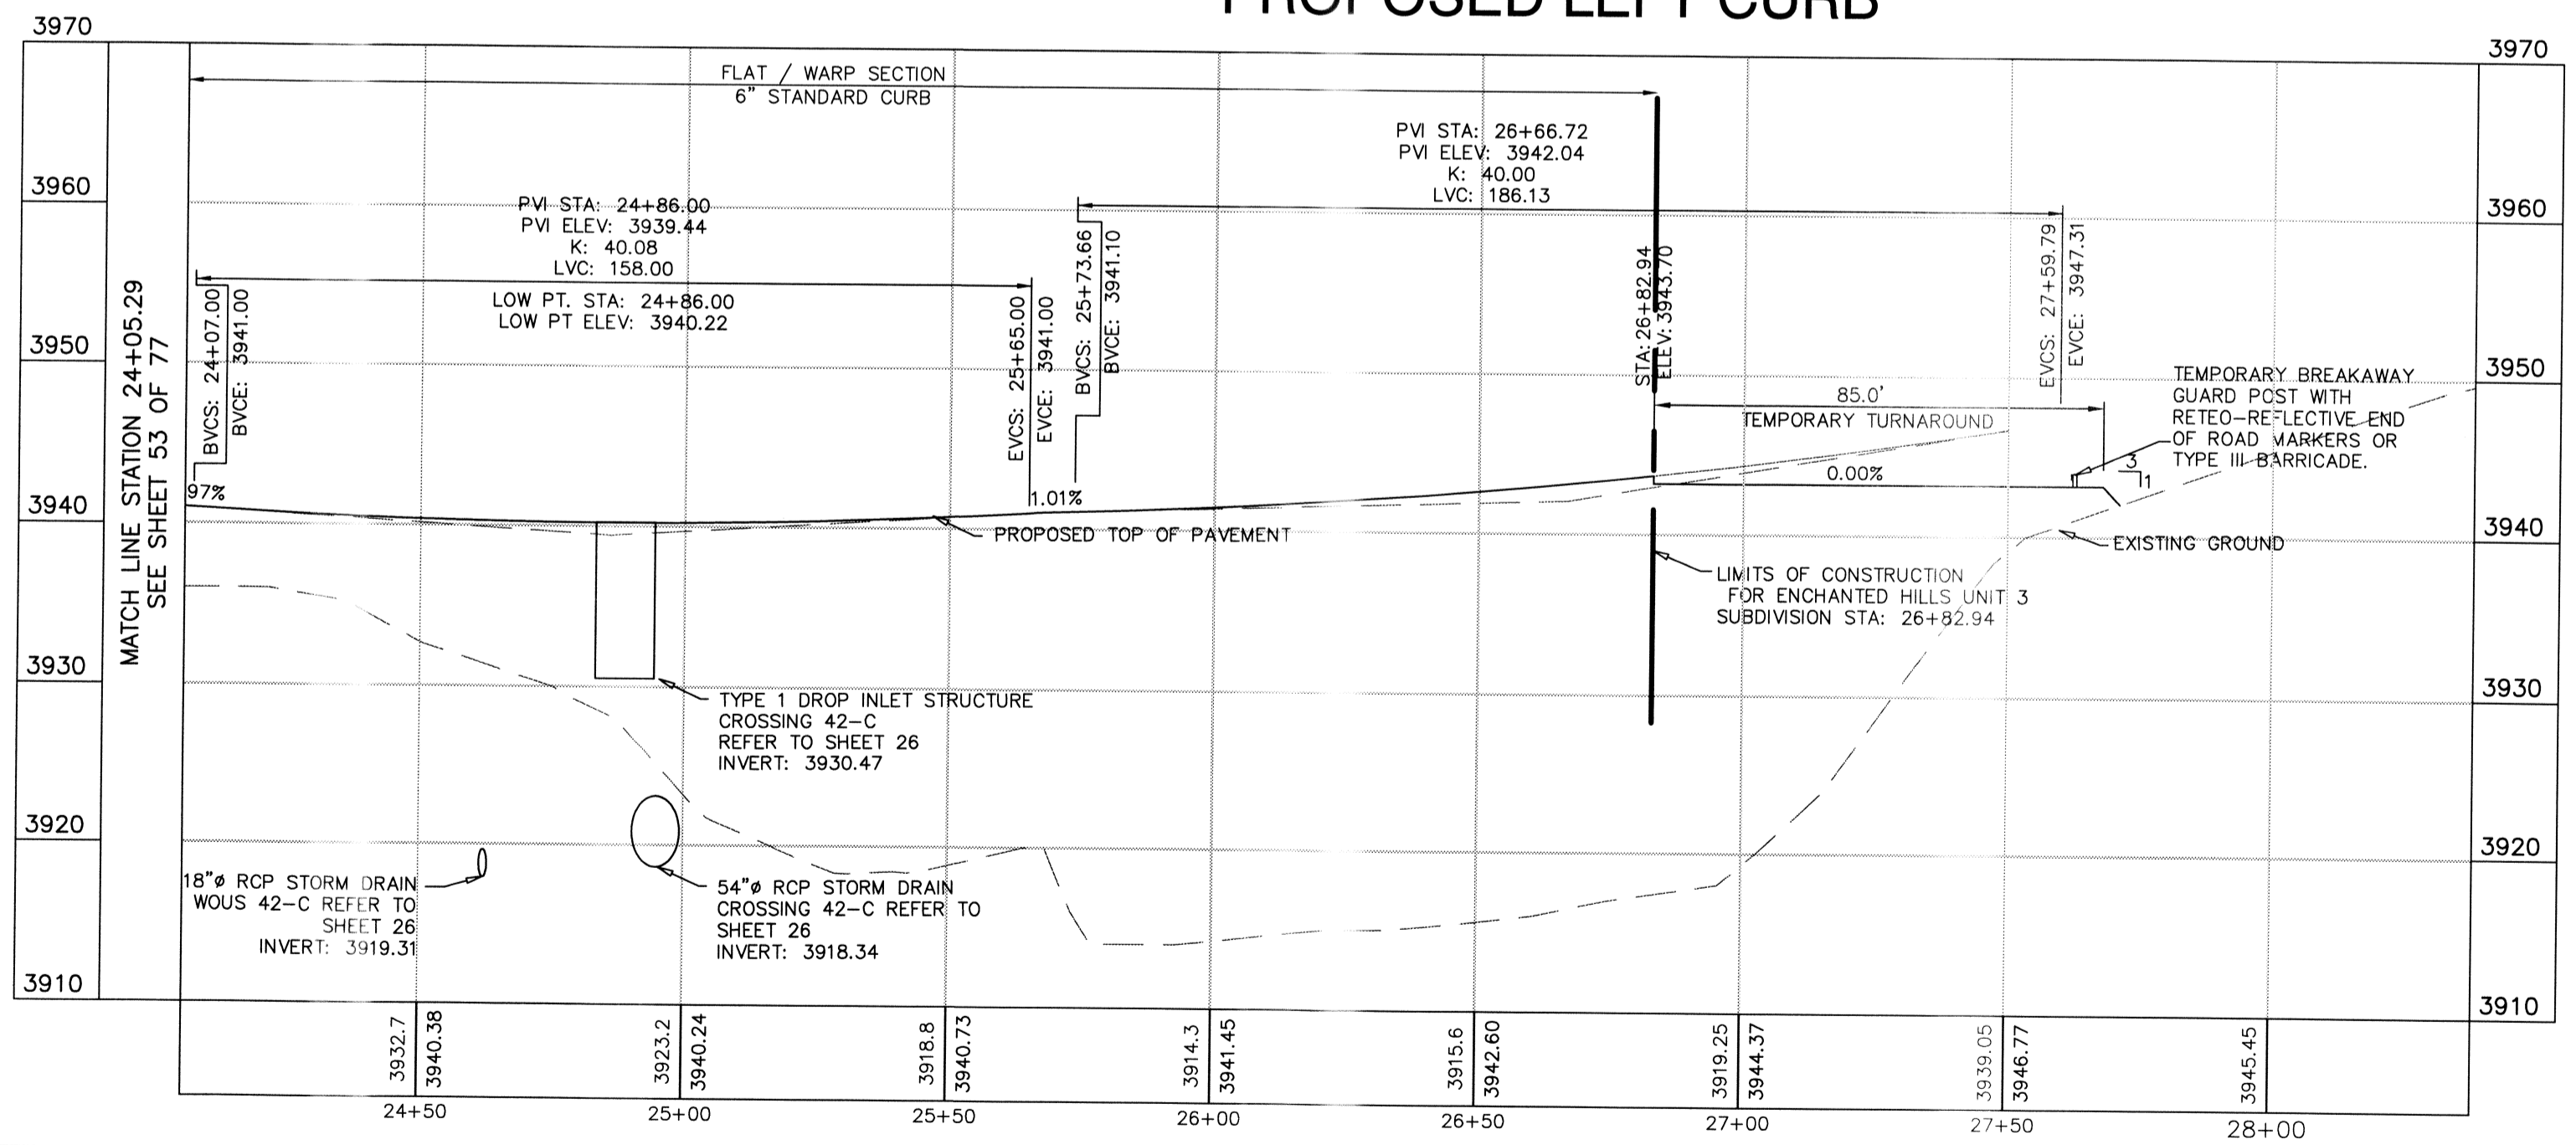 PROPOSED LEFT CURB
3970
3960
3950
3940
3930
3920
3910
MATCH LINE STATION 24+05.29
SEE SHEET 53 OF 77
FLAT / WARP SECTION
6" STANDARD CURB
PVI STA: 24+86.00
PVI ELEV: 3939.44
K: 40.08
LVC: 158.00
LOW PT. STA: 24+86.00
LOW PT ELEV: 3940.22
BVCS: 24+07.00
BVCE: 3941.00
EVCS: 25+65.00
EVCE: 3941.00
97%
1.01%
PVI STA: 26+66.72
PVI ELEV: 3942.04
K: 40.00
LVC: 186.13
BVCS: 25+73.66
BVCE: 3941.10
STA: 26+82.94
ELEV: 3943.70
EVCS: 27+59.79
EVCE: 3947.31
85.0'
TEMPORARY TURNAROUND
0.00%
TEMPORARY BREAKAWAY
GUARD POST WITH
RETEO-REFLECTIVE END
OF ROAD MARKERS OR
TYPE III BARRICADE.
3
1
PROPOSED TOP OF PAVEMENT
EXISTING GROUND
LIMITS OF CONSTRUCTION
FOR ENCHANTED HILLS UNIT 3
SUBDIVISION STA: 26+82.94
TYPE 1 DROP INLET STRUCTURE
CROSSING 42-C
REFER TO SHEET 26
INVERT: 3930.47
18"ø RCP STORM DRAIN
WOUS 42-C REFER TO
SHEET 26
INVERT: 3919.31
54"ø RCP STORM DRAIN
CROSSING 42-C REFER TO
SHEET 26
INVERT: 3918.34
3970
3960
3950
3940
3930
3920
3910
3932.7
3940.38
3923.2
3940.24
3918.8
3940.73
3914.3
3941.45
3915.6
3942.60
3919.25
3944.37
3939.05
3946.77
3945.45
24+50
25+00
25+50
26+00
26+50
27+00
27+50
28+00